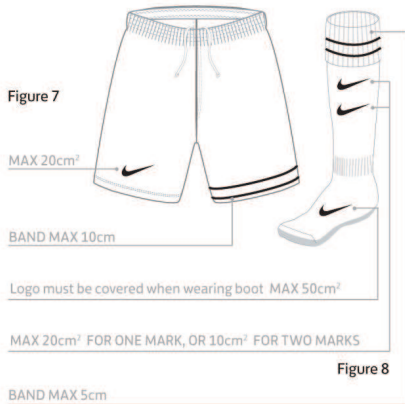 Figure 7
MAX 20cm²
BAND MAX 10cm
Logo must be covered when wearing boot MAX 50cm²
MAX 20cm² FOR ONE MARK, OR 10cm² FOR TWO MARKS
Figure 8
BAND MAX 5cm